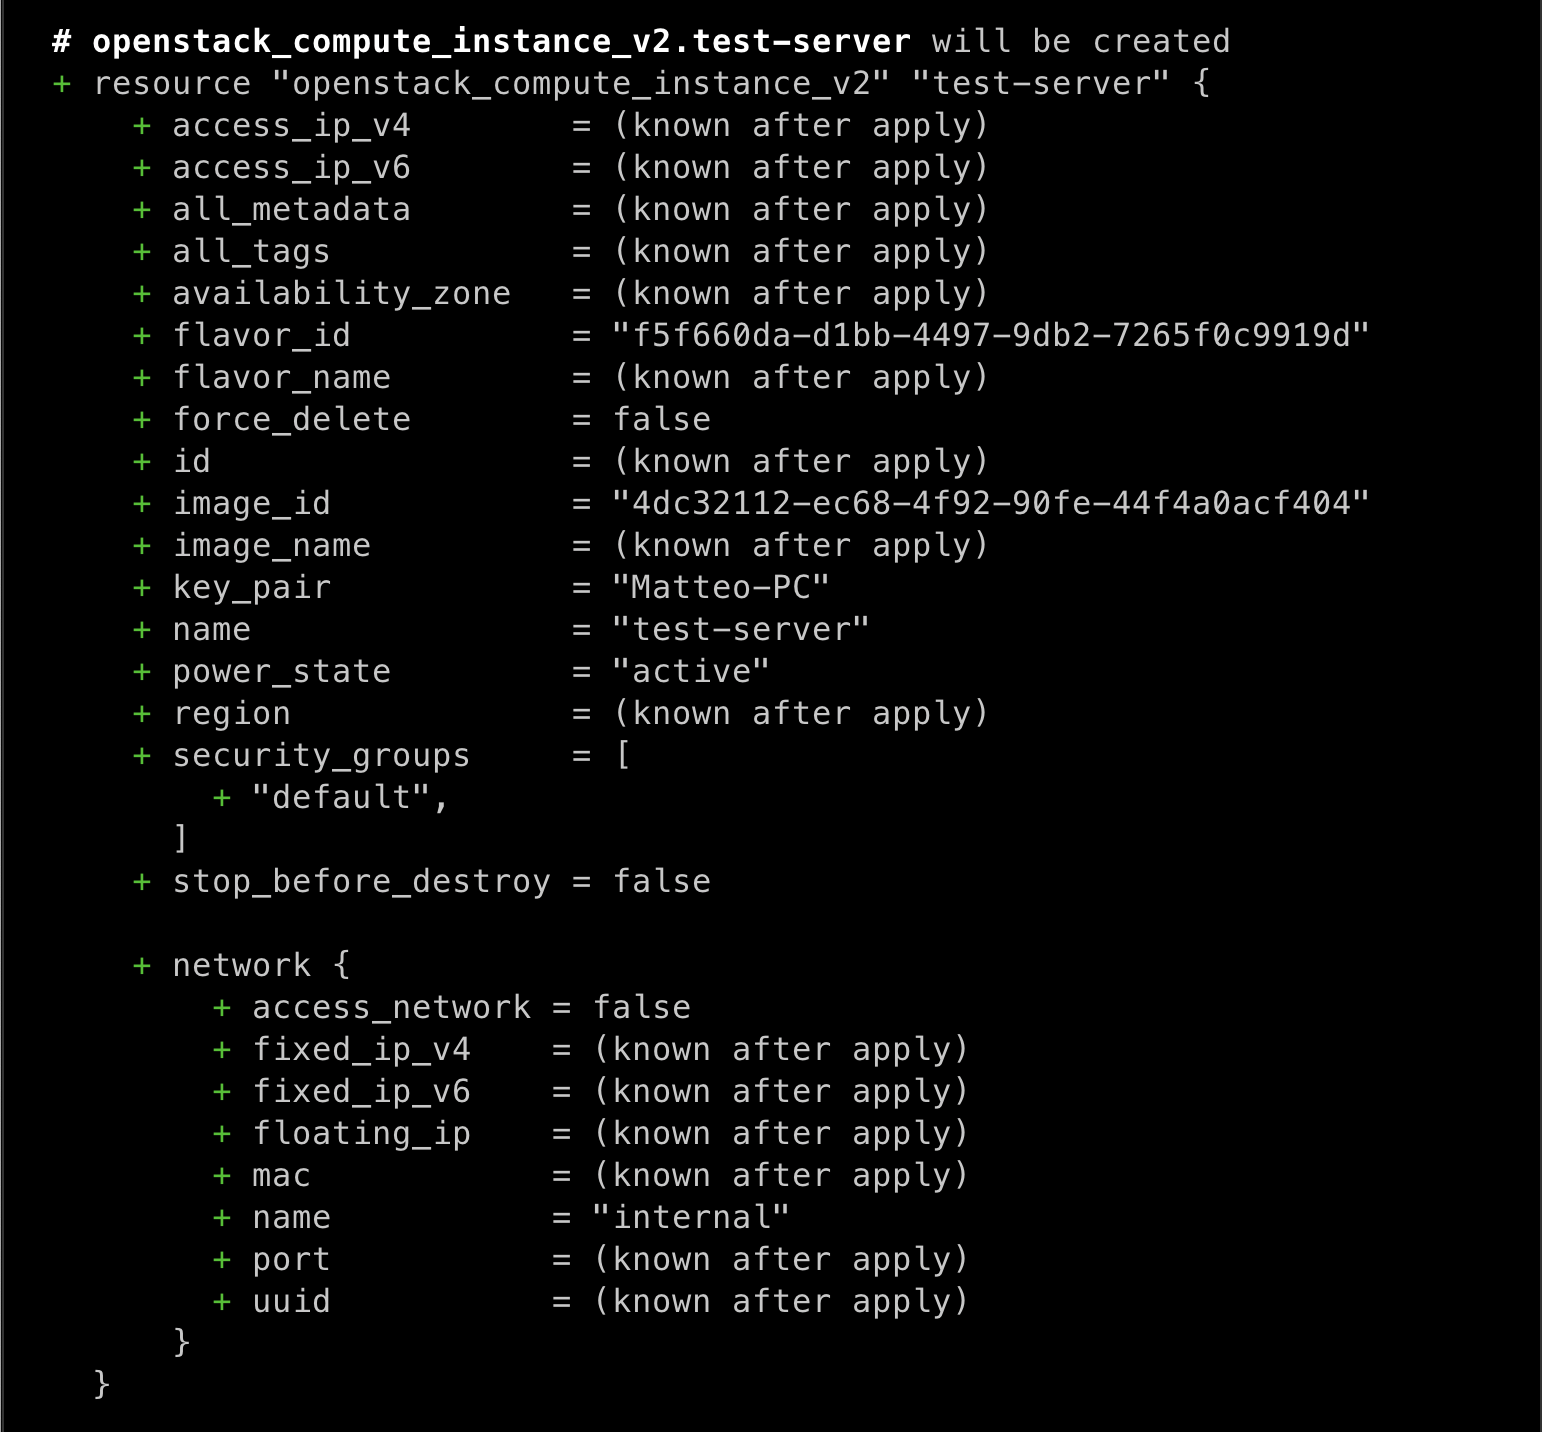 # openstack_compute_instance_v2.test-server will be created
+ resource "openstack_compute_instance_v2" "test-server" {
+ access_ip_v4 = (known after apply)
+ access_ip_v6 = (known after apply)
+ all_metadata = (known after apply)
+ all_tags = (known after apply)
+ availability_zone = (known after apply)
+ flavor_id = "f5f660da-d1bb-4497-9db2-7265f0c9919d"
+ flavor_name = (known after apply)
+ force_delete = false
+ id = (known after apply)
+ image_id = "4dc32112-ec68-4f92-90fe-44f4a0acf404"
+ image_name = (known after apply)
+ key_pair = "Matteo-PC"
+ name = "test-server"
+ power_state = "active"
+ region = (known after apply)
+ security_groups = [
+ "default",
]
+ stop_before_destroy = false
+ network {
+ access_network = false
+ fixed_ip_v4 = (known after apply)
+ fixed_ip_v6 = (known after apply)
+ floating_ip = (known after apply)
+ mac = (known after apply)
+ name = "internal"
+ port = (known after apply)
+ uuid = (known after apply)
}
}